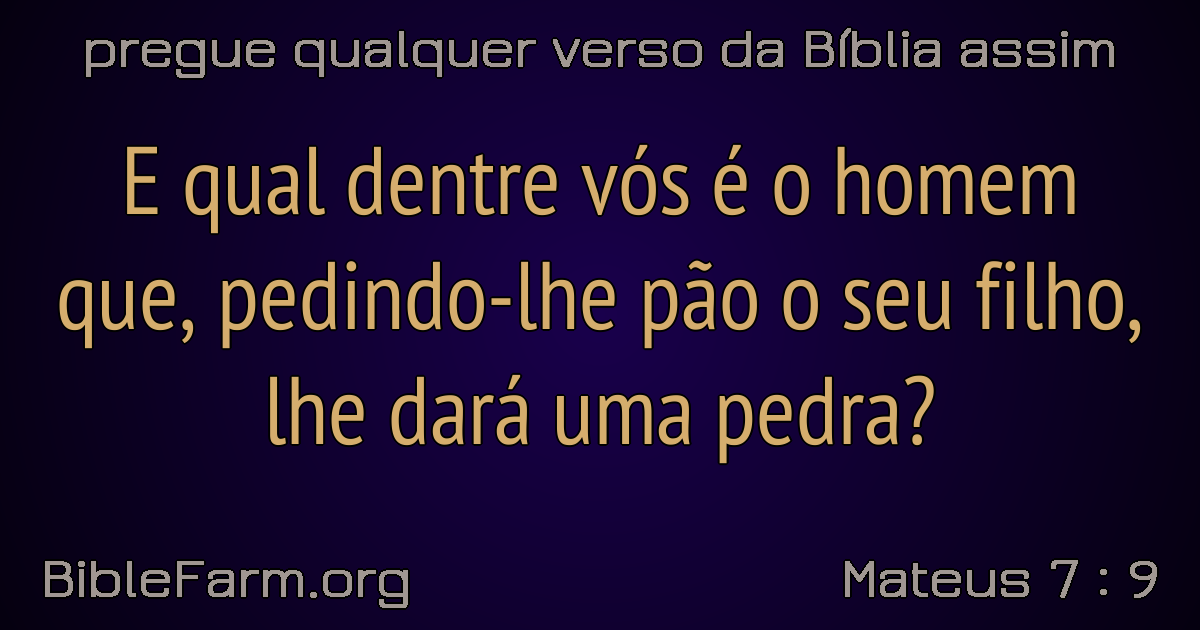 pregue qualquer verso da Bíblia assim
E qual dentre vós é o homem
que, pedindo-lhe pão o seu filho,
lhe dará uma pedra?
BibleFarm.org
Mateus 7 : 9